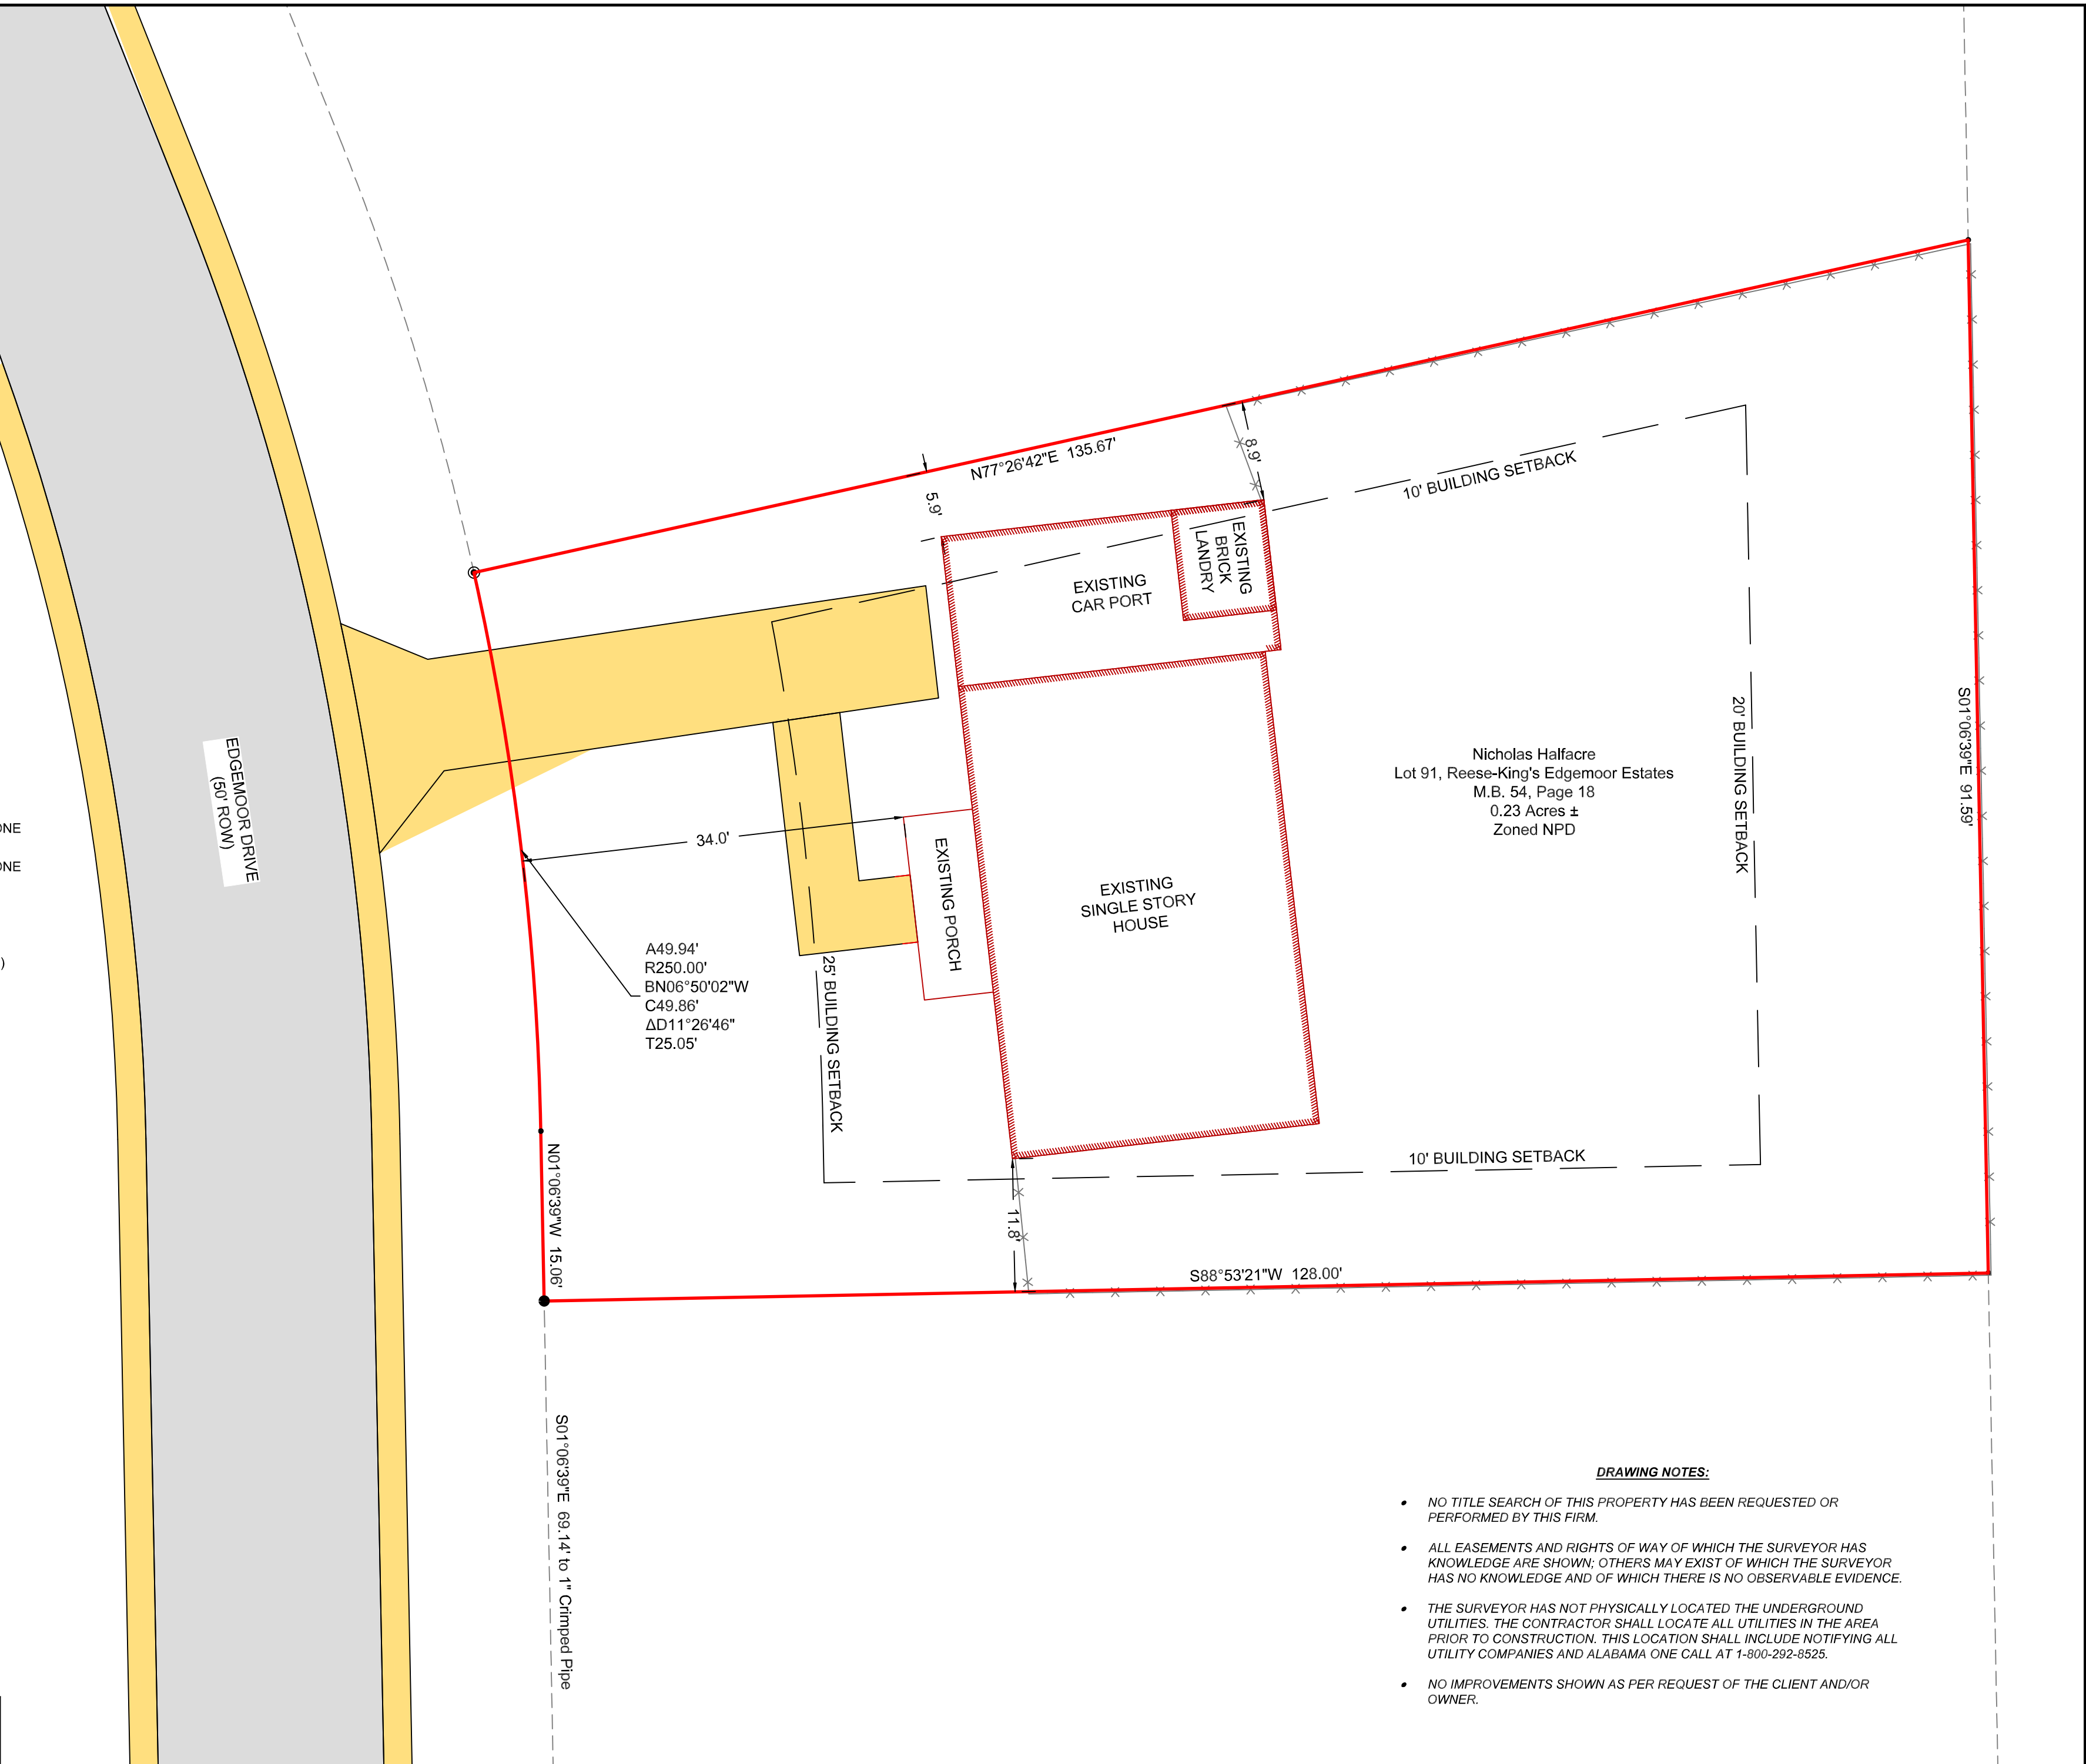 N77°26'42"E 135.67'
8.9'
5.9'
10' BUILDING SETBACK
EXISTING
BRICK
LANDRY
EXISTING
CAR PORT
S01°06'39"E 91.59'
20' BUILDING SETBACK
EDGEMOOR DRIVE
(50' ROW)
Nicholas Halfacre
Lot 91, Reese-King's Edgemoor Estates
M.B. 54, Page 18
0.23 Acres ±
Zoned NPD
34.0'
EXISTING PORCH
EXISTING
SINGLE STORY
HOUSE
A49.94'
R250.00'
BN06°50'02"W
C49.86'
ΔD11°26'46"
T25.05'
25' BUILDING SETBACK
10' BUILDING SETBACK
N01°06'39"W 15.06'
11.8'
S88°53'21"W 128.00'
S01°06'39"E 69.14' to 1" Crimped Pipe
DRAWING NOTES:
• NO TITLE SEARCH OF THIS PROPERTY HAS BEEN REQUESTED OR
PERFORMED BY THIS FIRM.
• ALL EASEMENTS AND RIGHTS OF WAY OF WHICH THE SURVEYOR HAS
KNOWLEDGE ARE SHOWN; OTHERS MAY EXIST OF WHICH THE SURVEYOR
HAS NO KNOWLEDGE AND OF WHICH THERE IS NO OBSERVABLE EVIDENCE.
• THE SURVEYOR HAS NOT PHYSICALLY LOCATED THE UNDERGROUND
UTILITIES. THE CONTRACTOR SHALL LOCATE ALL UTILITIES IN THE AREA
PRIOR TO CONSTRUCTION. THIS LOCATION SHALL INCLUDE NOTIFYING ALL
UTILITY COMPANIES AND ALABAMA ONE CALL AT 1-800-292-8525.
• NO IMPROVEMENTS SHOWN AS PER REQUEST OF THE CLIENT AND/OR
OWNER.